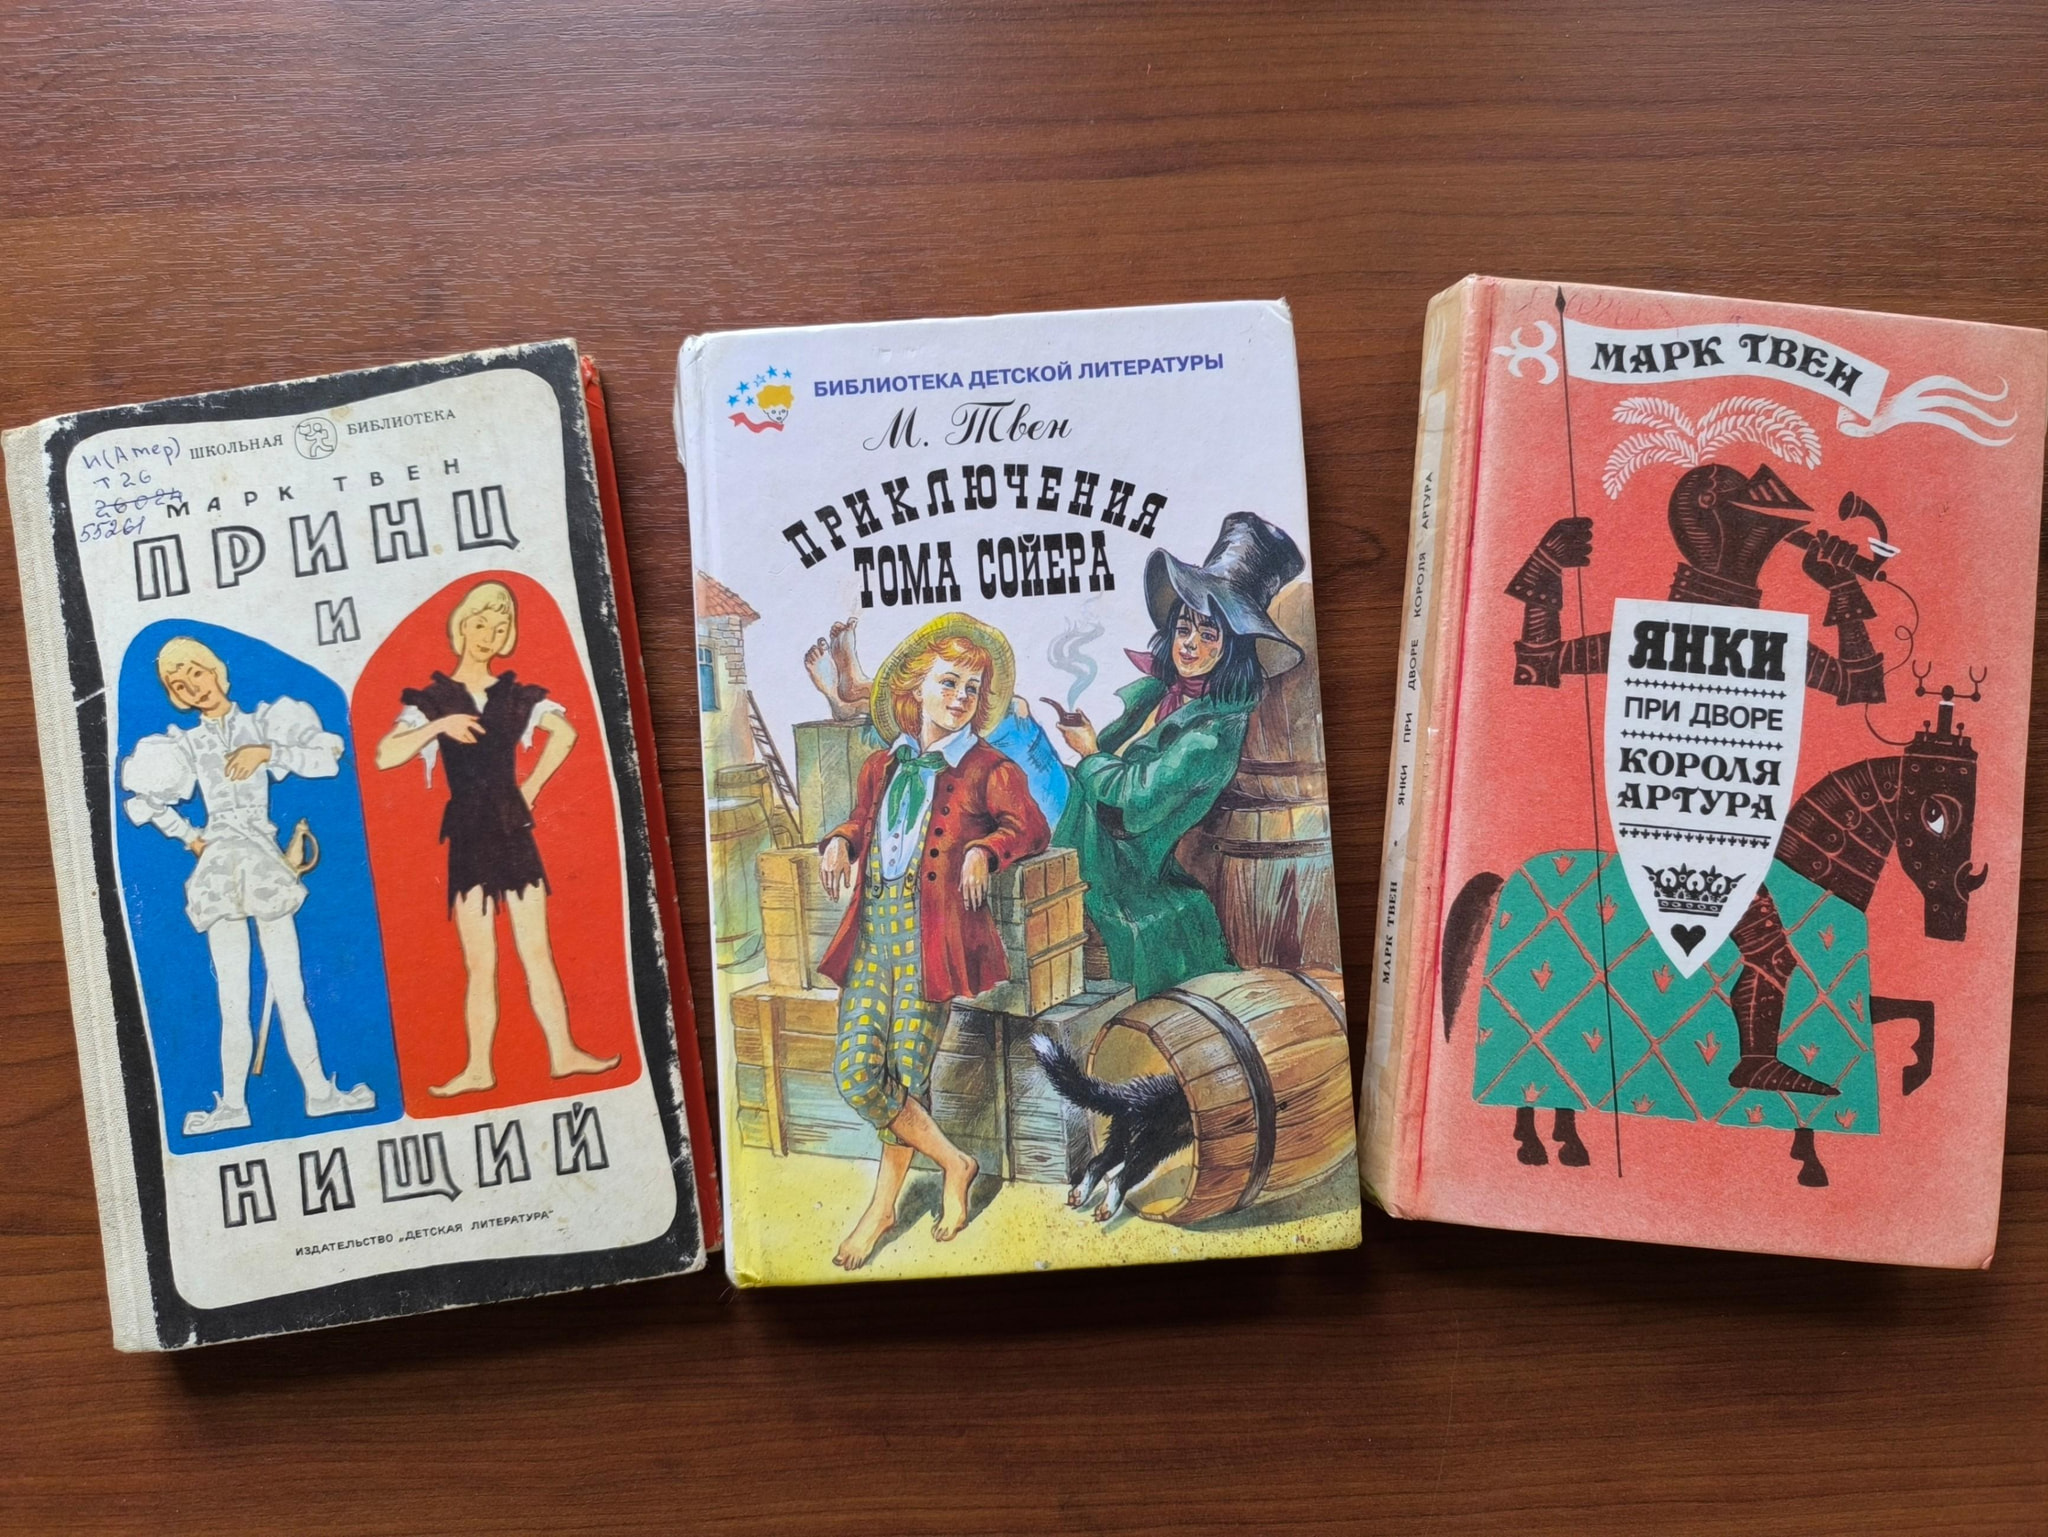 ШКОЛЬНАЯ БИБЛИОТЕКА
И(Амер)
Т26
26024
55261
МАРК ТВЕН
ПРИНЦ
И
НИЩИЙ
ИЗДАТЕЛЬСТВО „ДЕТСКАЯ ЛИТЕРАТУРА"
БИБЛИОТЕКА ДЕТСКОЙ ЛИТЕРАТУРЫ
М. Твен
ПРИКЛЮЧЕНИЯ
ТОМА СОЙЕРА
МАРК ТВЕН • ЯНКИ ПРИ ДВОРЕ КОРОЛЯ АРТУРА
МАРК ТВЕН
ЯНКИ
ПРИ ДВОРЕ
КОРОЛЯ
АРТУРА